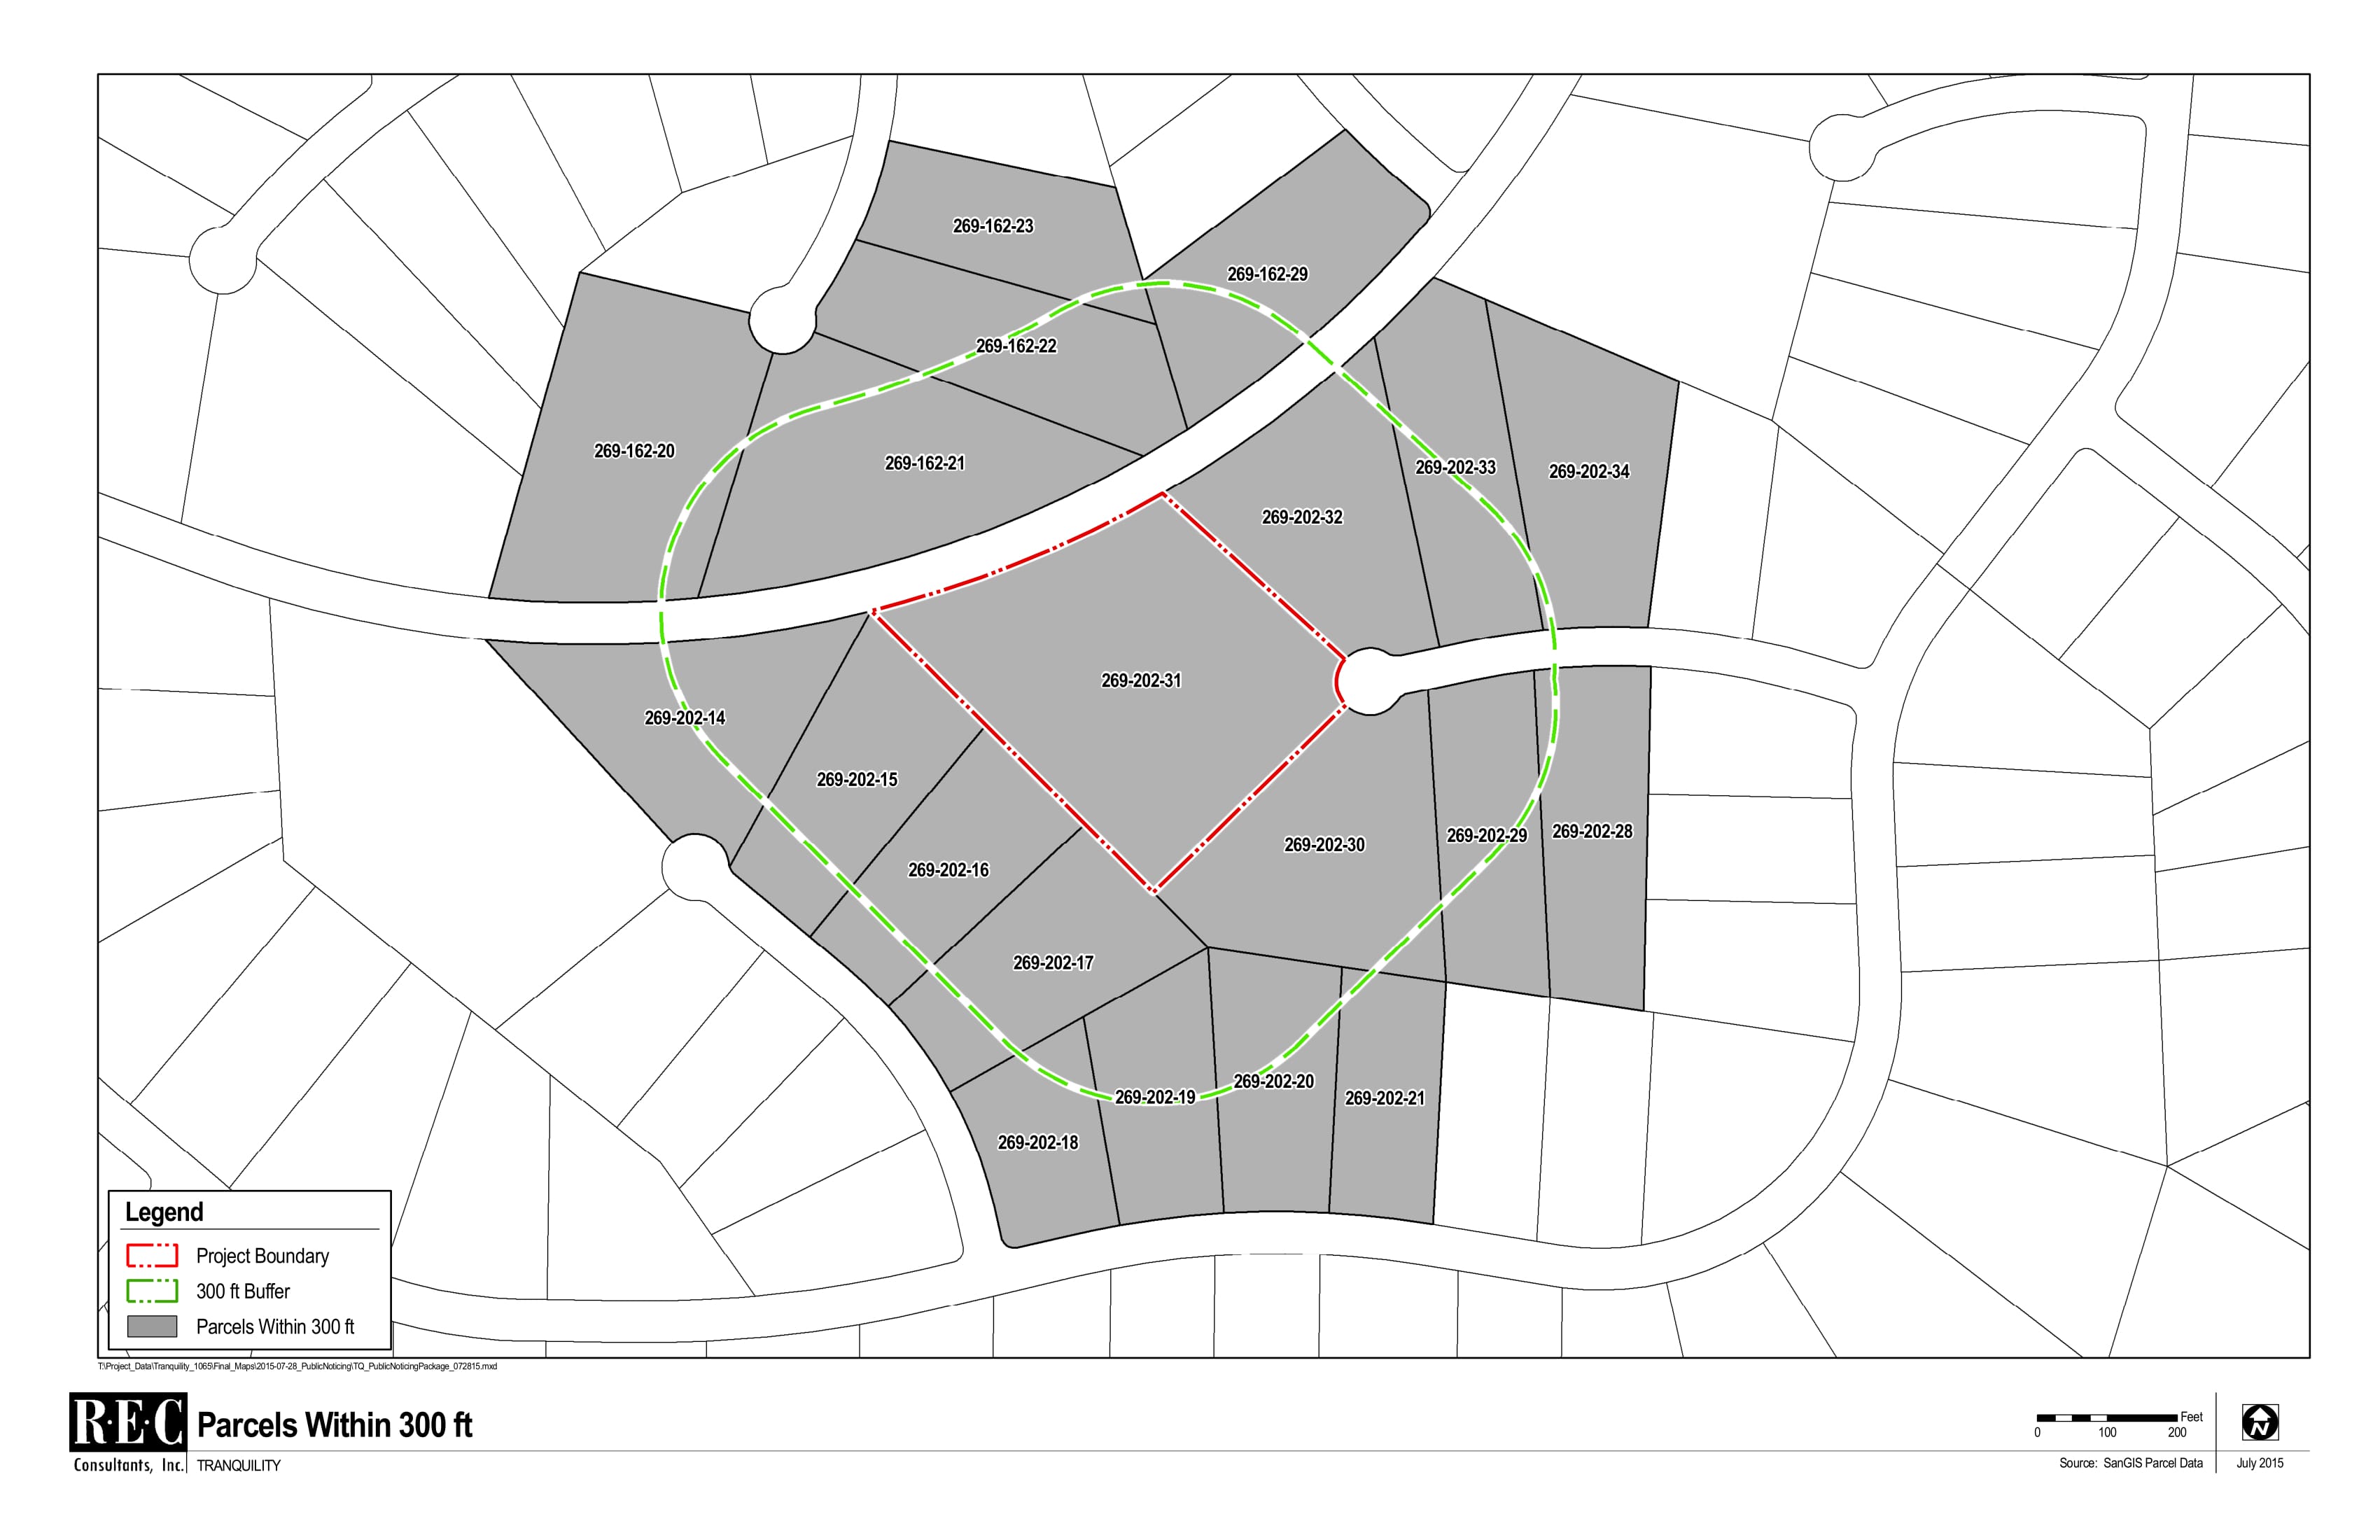 269-162-23
269-162-29
269-162-22
269-162-20
269-162-21
269-202-33
269-202-34
269-202-32
269-202-31
269-202-14
269-202-15
269-202-16
269-202-30
269-202-29
269-202-28
269-202-17
269-202-19
269-202-20
269-202-21
269-202-18
Legend
Project Boundary
300 ft Buffer
Parcels Within 300 ft
T:\Project_Data\Tranquility_1065\Final_Maps\2015-07-28_PublicNoticing\TQ_PublicNoticingPackage_072815.mxd
R·E·C
Consultants, Inc.
Parcels Within 300 ft
TRANQUILITY
Feet
0 100 200
N
Source: SanGIS Parcel Data
July 2015